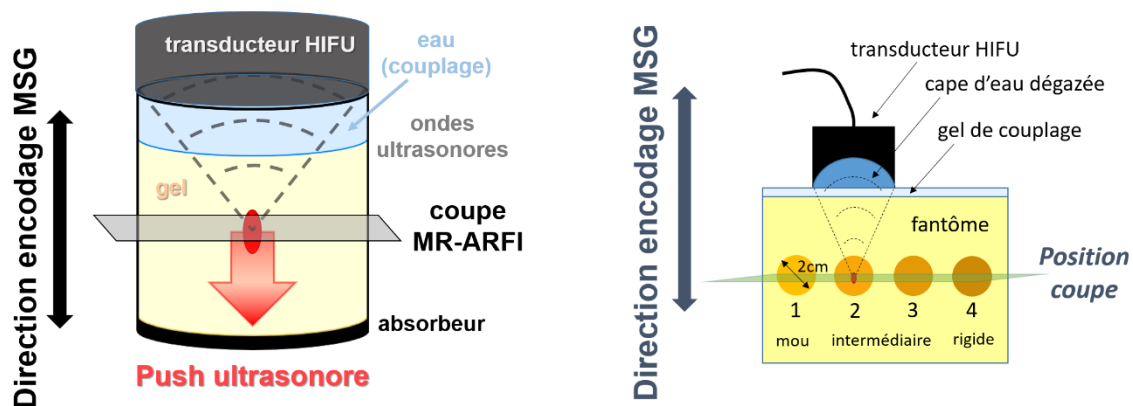 Direction encodage MSG
transducteur HIFU
eau
(couplage)
ondes
ultrasonores
gel
coupe
MR-ARFI
absorbeur
Push ultrasonore
Direction encodage MSG
transducteur HIFU
cape d'eau dégazée
gel de couplage
fantôme
2cm
Position
coupe
1 2 3 4
mou intermédiaire rigide